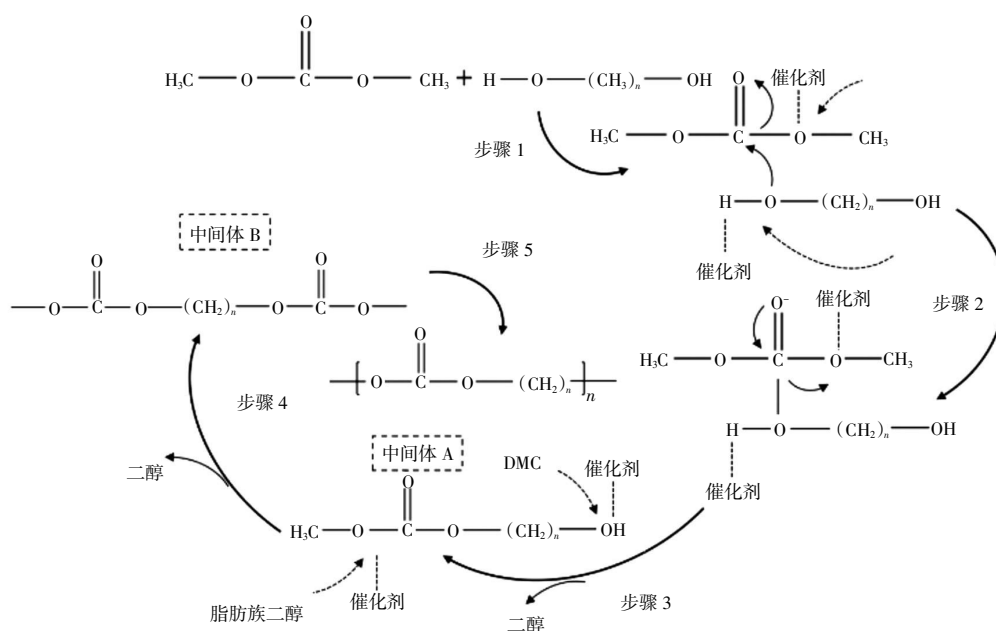 O
H₃C—O—C—O—CH₃ + H—O—(CH₃)ₙ—OH
步骤 1
O 催化剂
H₃C—O—C—O—CH₃
H—O—(CH₂)ₙ—OH
催化剂
步骤 2
O⁻ 催化剂
H₃C—O—C—O—CH₃
H—O—(CH₂)ₙ—OH
催化剂
步骤 3
二醇
中间体 A
DMC 催化剂
O
H₃C—O—C—O—(CH₂)ₙ—OH
脂肪族二醇 催化剂
步骤 4
二醇
中间体 B
O O
—O—C—O—(CH₂)ₙ—O—C—O—
步骤 5
O
[O—C—O—(CH₂)ₙ]n